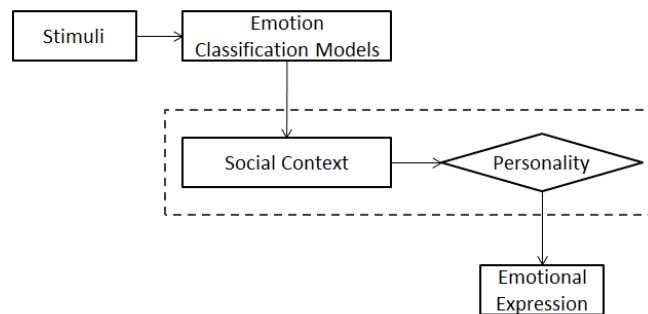 Stimuli
Emotion
Classification Models
Social Context
Personality
Emotional
Expression